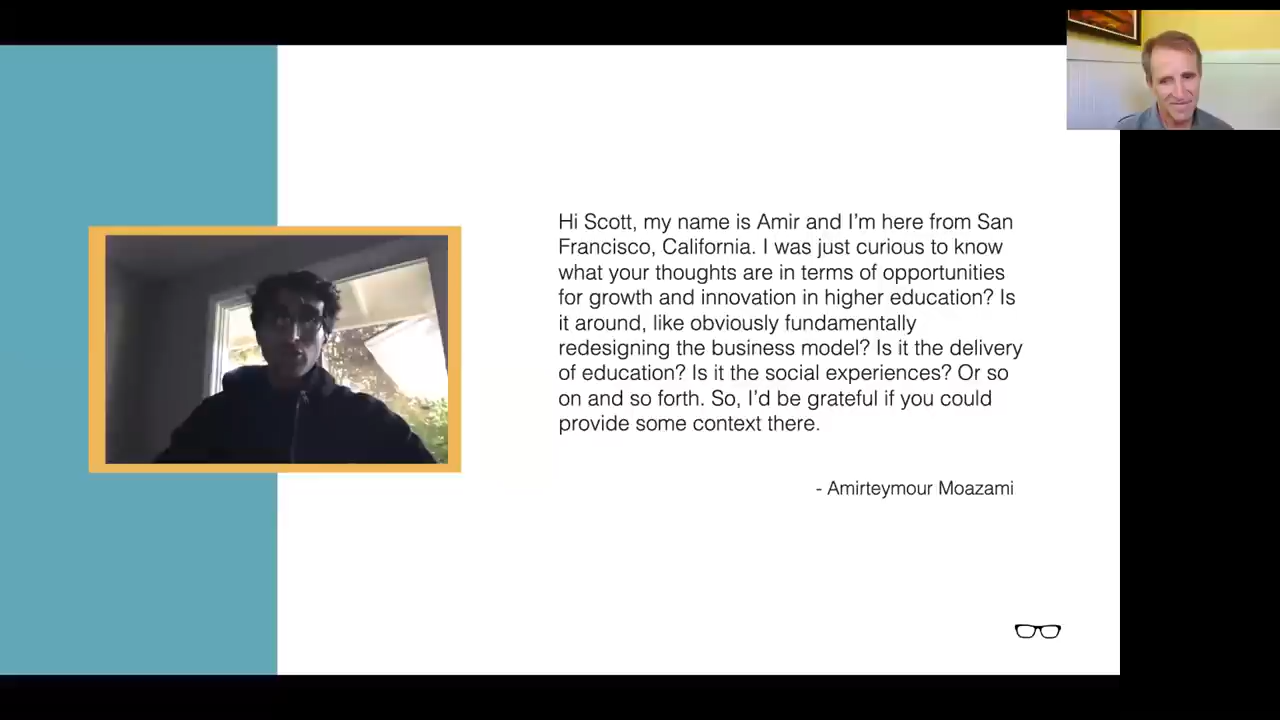 Hi Scott, my name is Amir and I’m here from San
Francisco, California. I was just curious to know
what your thoughts are in terms of opportunities
for growth and innovation in higher education? Is
it around, like obviously fundamentally
redesigning the business model? Is it the delivery
of education? Is it the social experiences? Or so
on and so forth. So, I’d be grateful if you could
provide some context there.
- Amirteymour Moazami